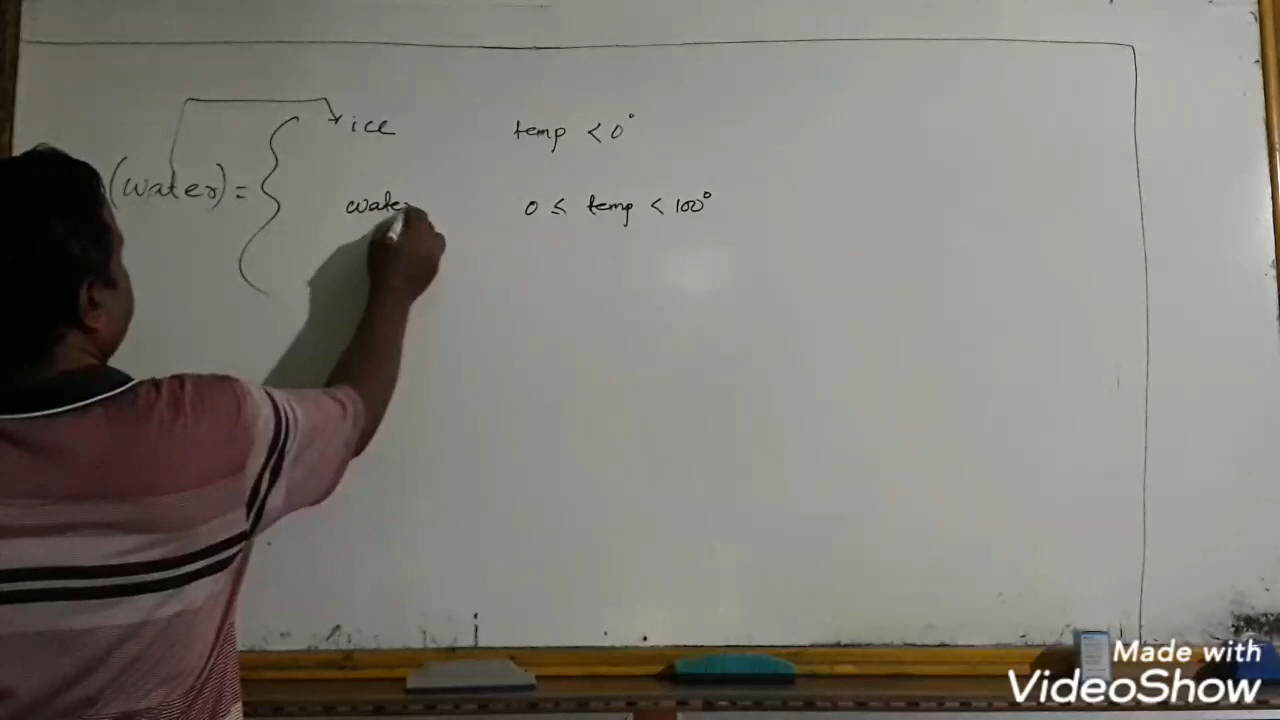 ice temp < 0°
(water) = {
water 0 ≤ temp < 100°
Made with
VideoShow